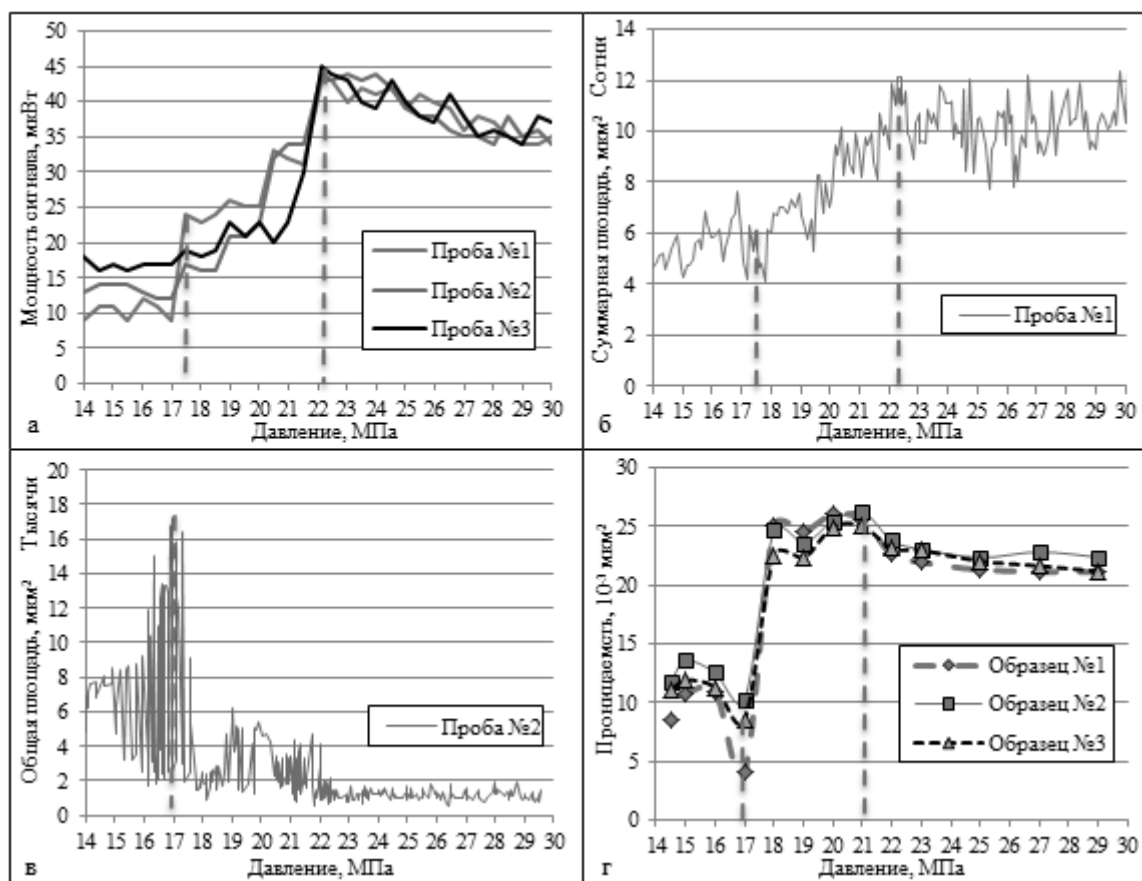 Мощность сигнала, мкВт
50
45
40
35
30
25
20
15
10
5
0
Проба №1
Проба №2
Проба №3
14 15 16 17 18 19 20 21 22 23 24 25 26 27 28 29 30
Давление, МПа
а
Суммарная площадь, мкм² Сотни
14
12
10
8
6
4
2
0
Проба №1
14 15 16 17 18 19 20 21 22 23 24 25 26 27 28 29 30
Давление, МПа
б
Общая площадь, мкм² Тысячи
20
18
16
14
12
10
8
6
4
2
0
Проба №2
14 15 16 17 18 19 20 21 22 23 24 25 26 27 28 29 30
Давление, МПа
в
Проницаемсть, 10⁻³ мкм²
30
25
20
15
10
5
0
Образец №1
Образец №2
Образец №3
14 15 16 17 18 19 20 21 22 23 24 25 26 27 28 29 30
Давление, МПа
г